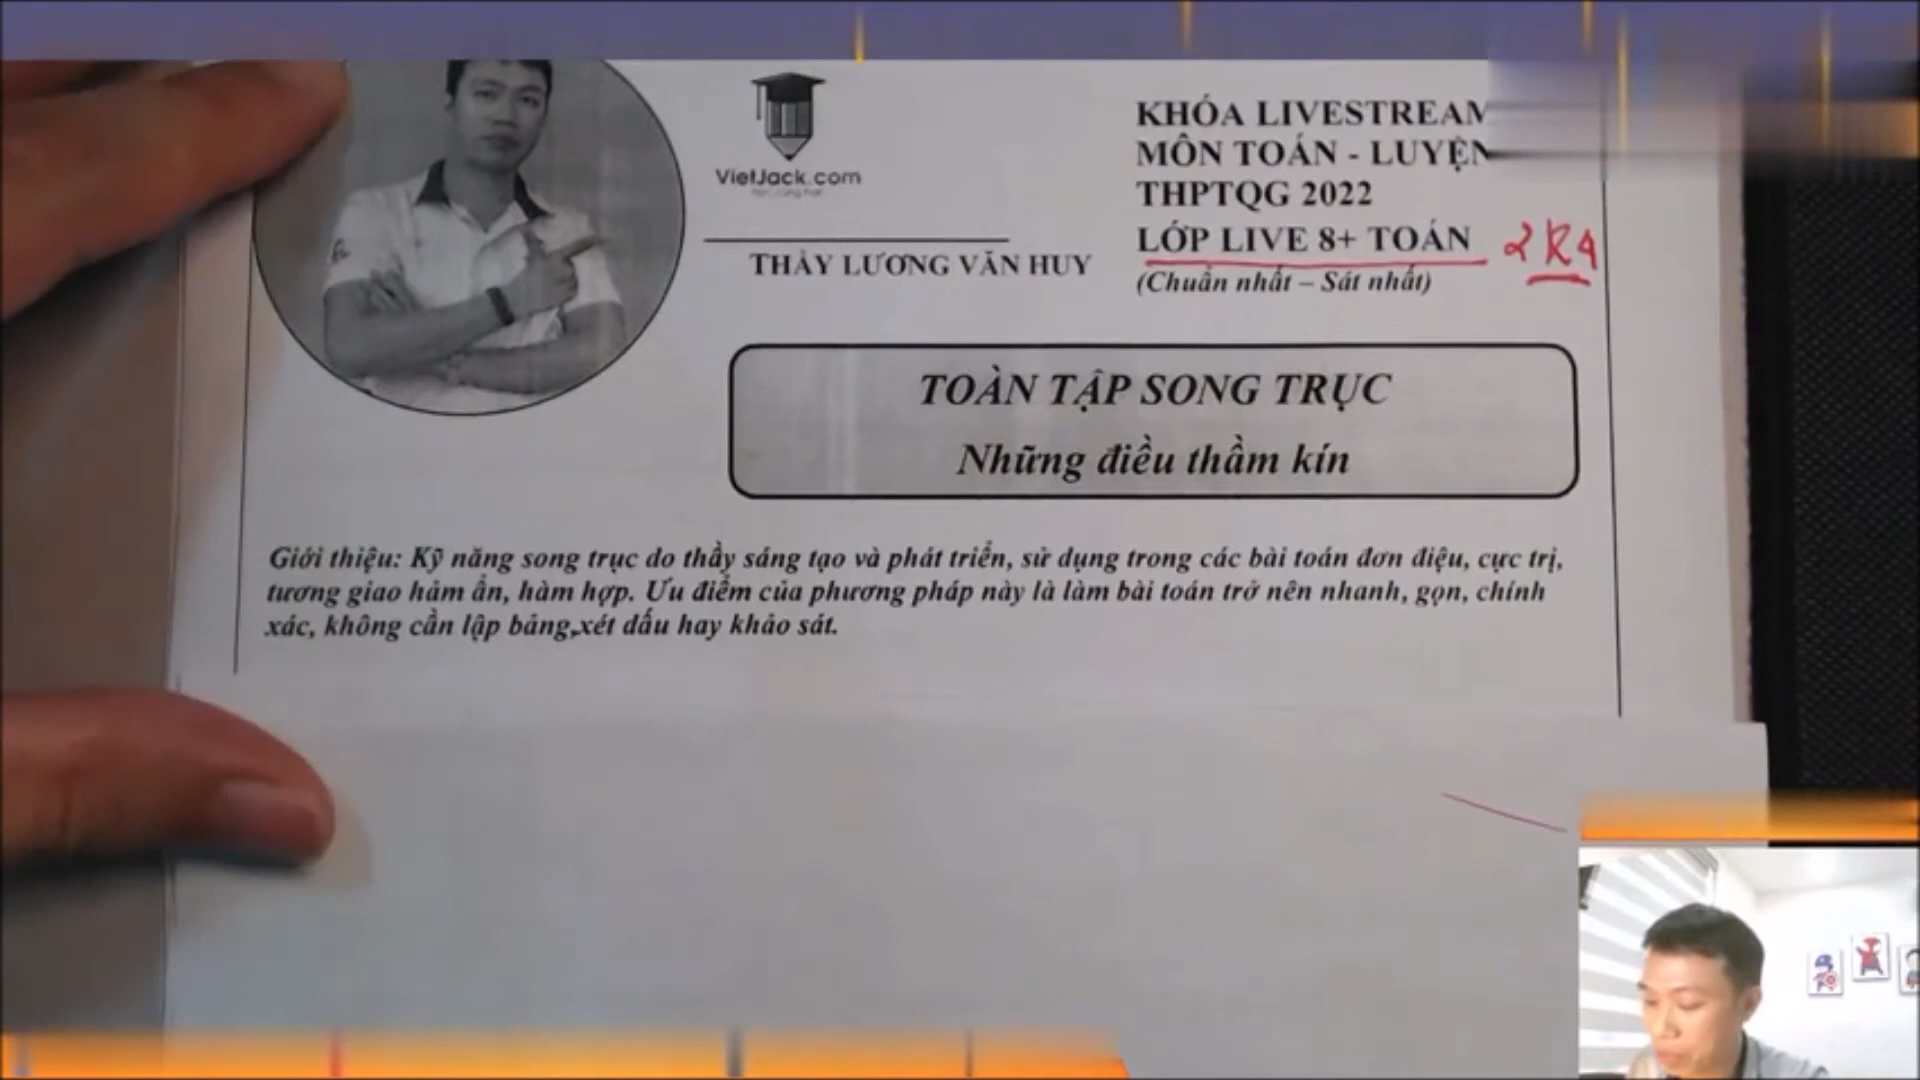 VietJack.com
KHÓA LIVESTREAM
MÔN TOÁN - LUYỆN
THPTQG 2022
LỚP LIVE 8+ TOÁN 2K4
(Chuẩn nhất – Sát nhất)
THẦY LƯƠNG VĂN HUY
TOÀN TẬP SONG TRỤC
Những điều thầm kín
Giới thiệu: Kỹ năng song trục do thầy sáng tạo và phát triển, sử dụng trong các bài toán đơn điệu, cực trị,
tương giao hàm ẩn, hàm hợp. Ưu điểm của phương pháp này là làm bài toán trở nên nhanh, gọn, chính
xác, không cần lập bảng,xét dấu hay khảo sát.